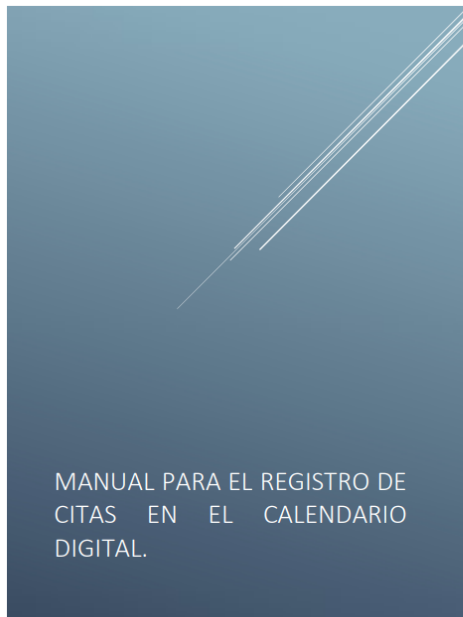 MANUAL PARA EL REGISTRO DE
CITAS EN EL CALENDARIO
DIGITAL.